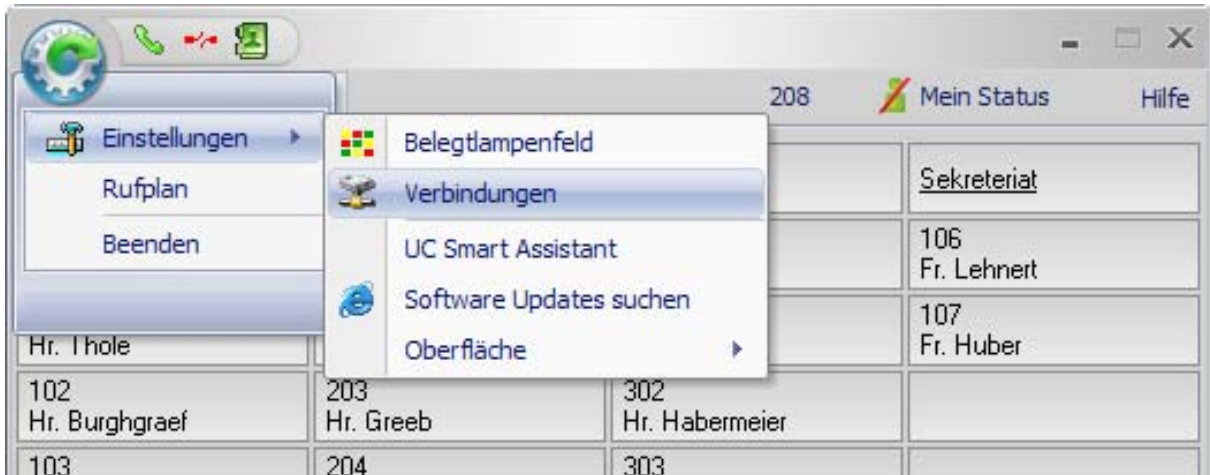 208
Mein Status
Hilfe
Einstellungen
Rufplan
Beenden
Belegtlampenfeld
Verbindungen
UC Smart Assistant
Software Updates suchen
Oberfläche
Sekreteriat
106
Fr. Lehnert
107
Fr. Huber
Hr. Thole
102
Hr. Burghgraef
203
Hr. Greeb
302
Hr. Habermeier
103
204
303